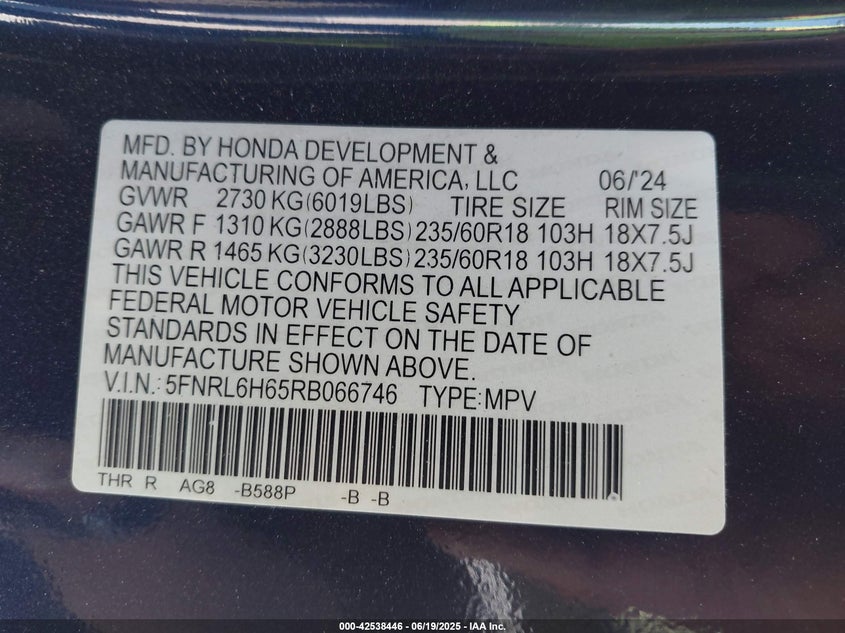 MFD. BY HONDA DEVELOPMENT &
MANUFACTURING OF AMERICA, LLC 06/'24
GVWR 2730 KG(6019LBS) TIRE SIZE RIM SIZE
GAWR F 1310 KG(2888LBS) 235/60R18 103H 18X7.5J
GAWR R 1465 KG(3230LBS) 235/60R18 103H 18X7.5J
THIS VEHICLE CONFORMS TO ALL APPLICABLE
FEDERAL MOTOR VEHICLE SAFETY
STANDARDS IN EFFECT ON THE DATE OF
MANUFACTURE SHOWN ABOVE.
V.I.N.: 5FNRL6H65RB066746 TYPE: MPV
THR R AG8 -B588P -B -B
000-42538446 - 06/19/2025 - IAA Inc.